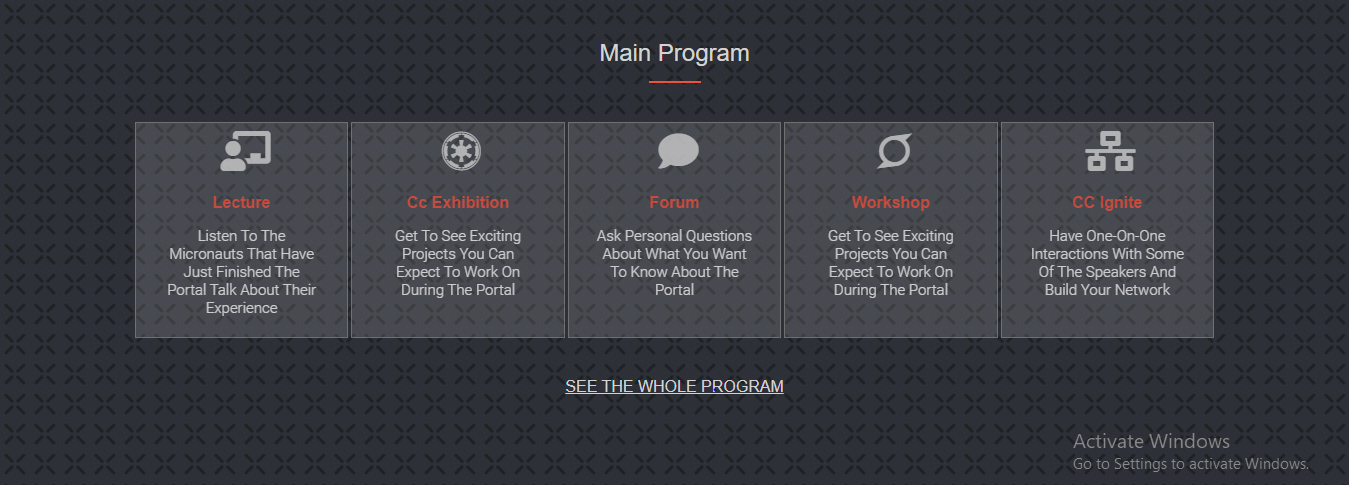 Main Program
Lecture
Listen To The
Micronauts That Have
Just Finished The
Portal Talk About Their
Experience
Cc Exhibition
Get To See Exciting
Projects You Can
Expect To Work On
During The Portal
Forum
Ask Personal Questions
About What You Want
To Know About The
Portal
Workshop
Get To See Exciting
Projects You Can
Expect To Work On
During The Portal
CC Ignite
Have One-On-One
Interactions With Some
Of The Speakers And
Build Your Network
SEE THE WHOLE PROGRAM
Activate Windows
Go to Settings to activate Windows.